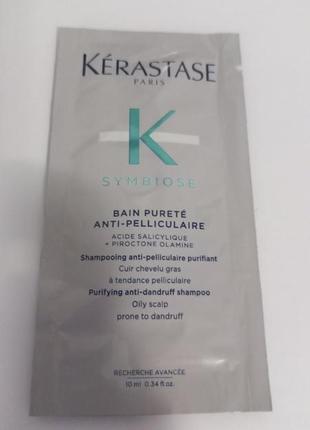 KÉRASTASE
PARIS
K
SYMBIOSE
BAIN PURETÉ
ANTI-PELLICULAIRE
ACIDE SALICYLIQUE
+ PIROCTONE OLAMINE
Shampooing anti-pelliculaire purifiant
Cuir chevelu gras
à tendance pelliculaire
Purifying anti-dandruff shampoo
Oily scalp
prone to dandruff
RECHERCHE AVANCÉE
10 ml 0.34 fl.oz.